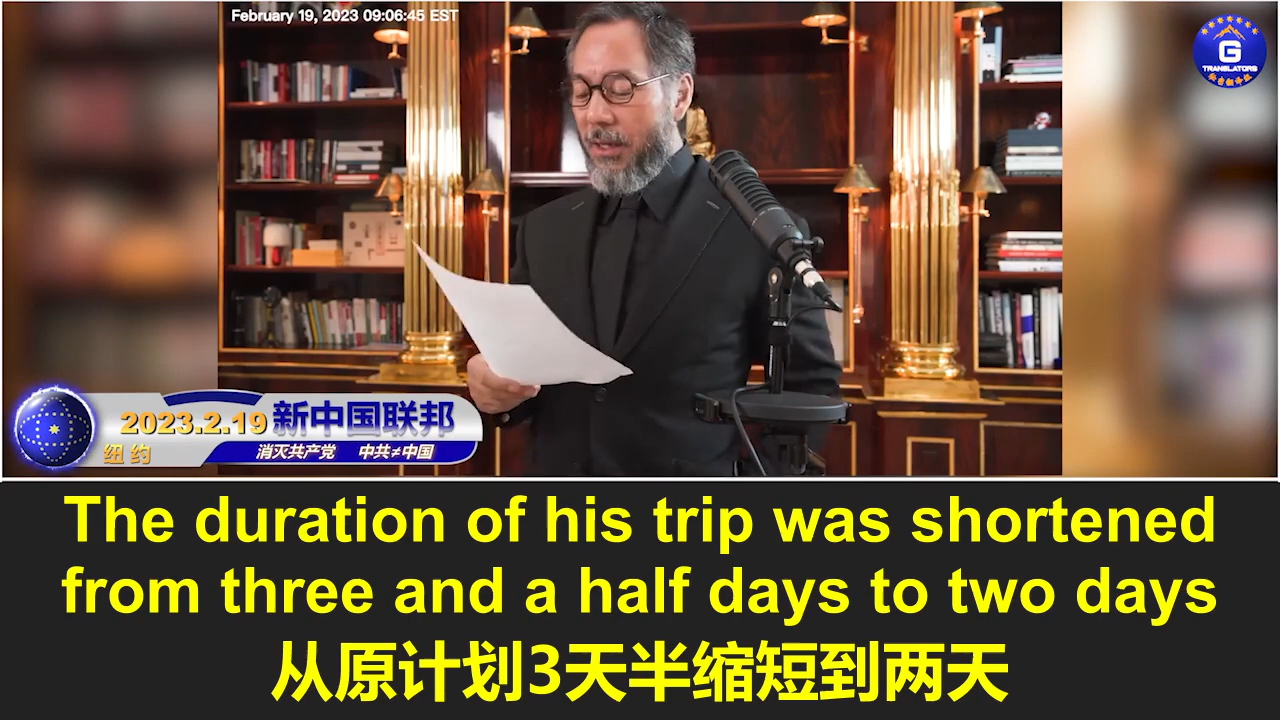 February 19, 2023 09:06:45 EST
G
TRANSLATORS
2023.2.19 新中国联邦
纽约
消灭共产党 中共≠中国
The duration of his trip was shortened
from three and a half days to two days
从原计划3天半缩短到两天